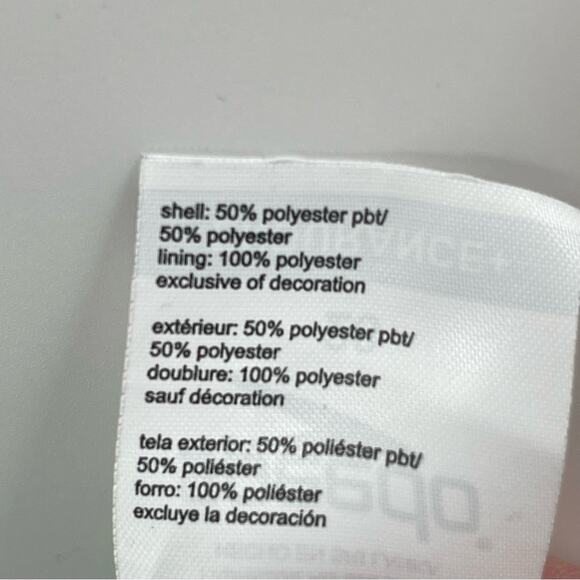 shell: 50% polyester pbt/
50% polyester
lining: 100% polyester
exclusive of decoration
extérieur: 50% polyester pbt/
50% polyester
doublure: 100% polyester
sauf décoration
tela exterior: 50% poliéster pbt/
50% poliéster
forro: 100% poliéster
excluye la decoración